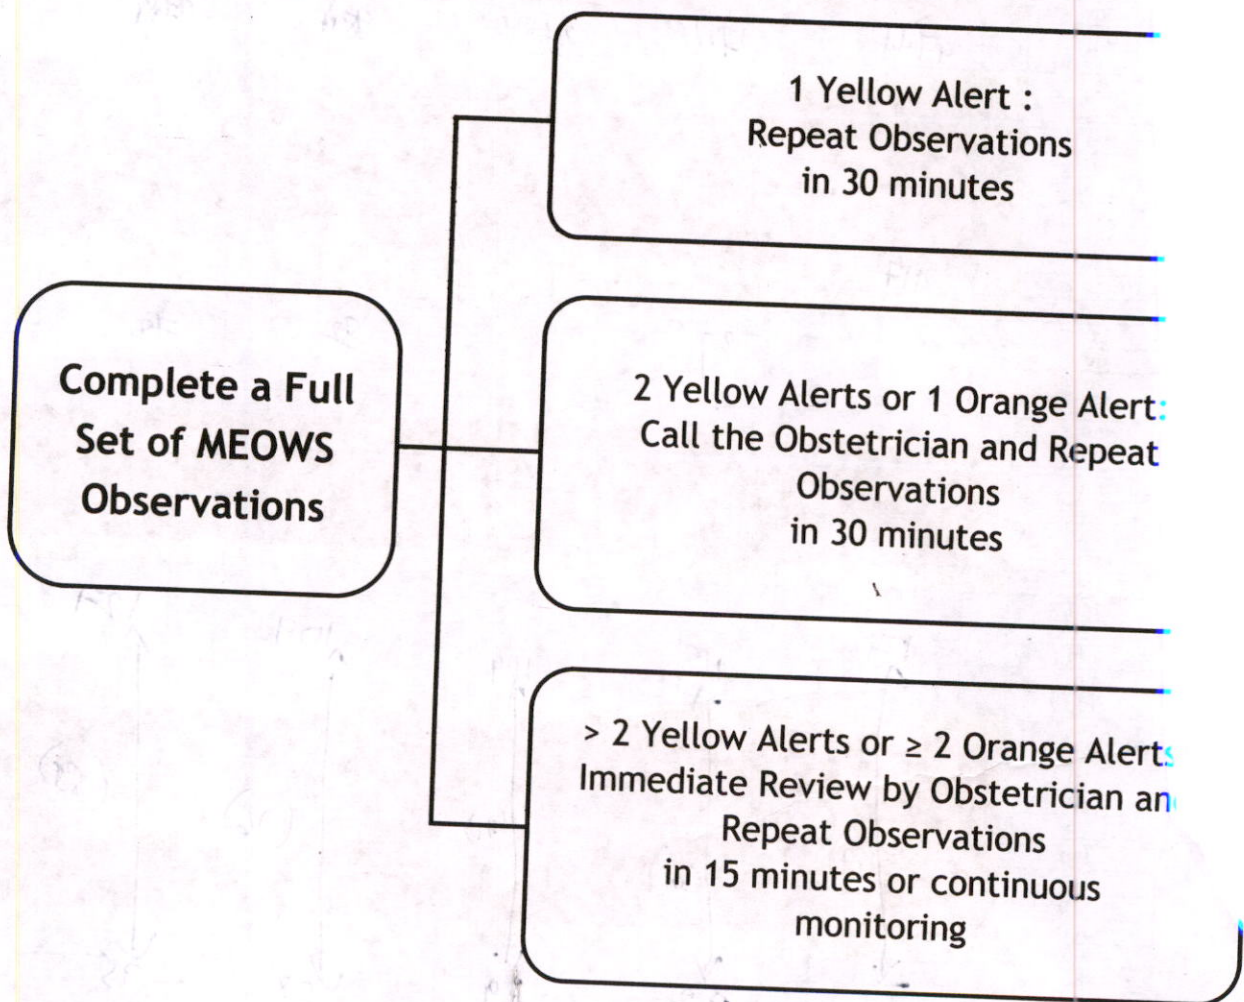 1 Yellow Alert :
Repeat Observations
in 30 minutes
Complete a Full
Set of MEOWS
Observations
2 Yellow Alerts or 1 Orange Alert:
Call the Obstetrician and Repeat
Observations
in 30 minutes
> 2 Yellow Alerts or ≥ 2 Orange Alerts
Immediate Review by Obstetrician an
Repeat Observations
in 15 minutes or continuous
monitoring